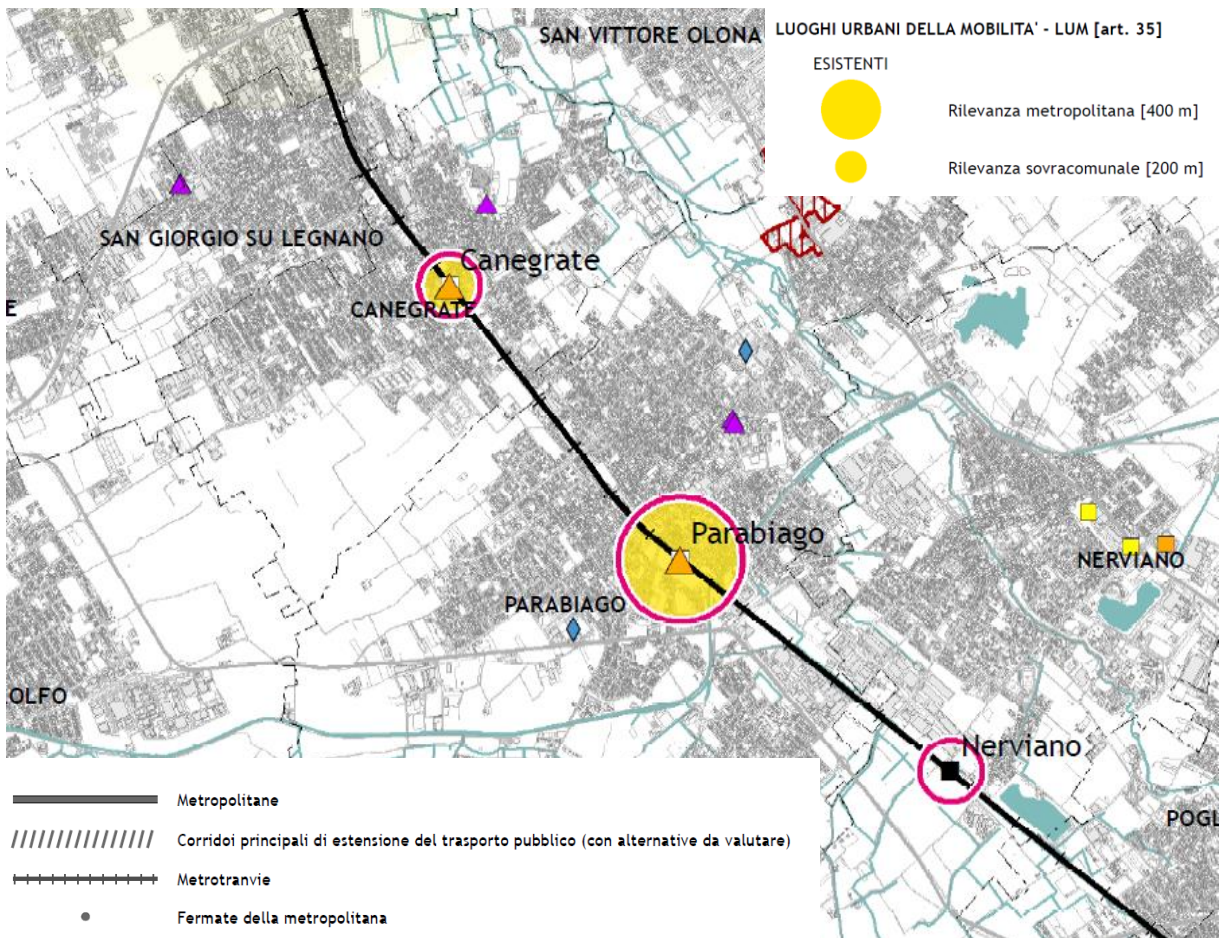 SAN VITTORE OLONA
LUOGHI URBANI DELLA MOBILITA' - LUM [art. 35]
ESISTENTI
Rilevanza metropolitana [400 m]
Rilevanza sovracomunale [200 m]
SAN GIORGIO SU LEGNANO
Canegrate
E
CANEGRATE
Parabiago
NERVIANO
PARABIAGO
OLFO
Nerviano
POGL
Metropolitane
Corridoi principali di estensione del trasporto pubblico (con alternative da valutare)
Metrotranvie
Fermate della metropolitana